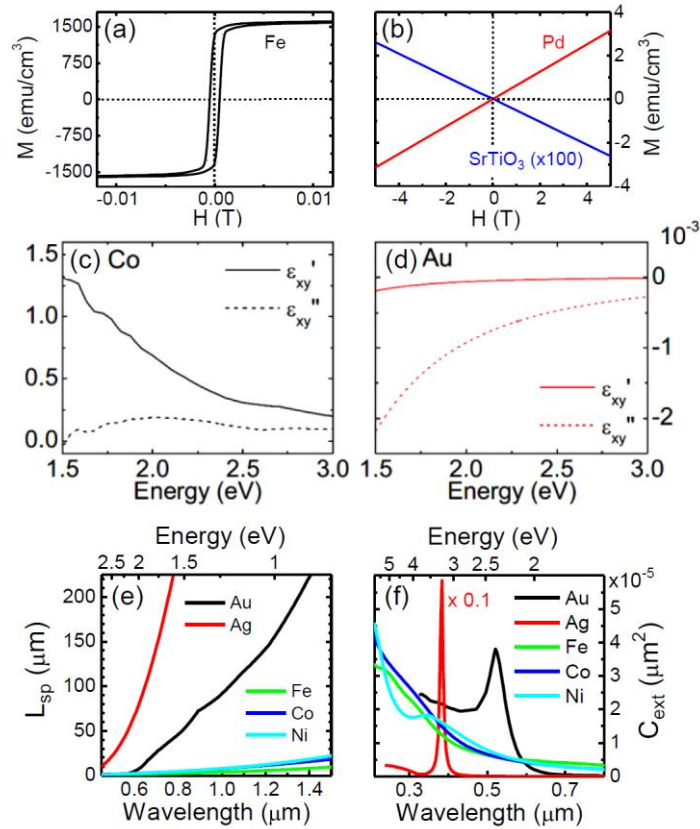 (a)
Fe
M (emu/cm³)
1500
750
0
-750
-1500
-0.01
0.00
0.01
H (T)
(b)
Pd
SrTiO₃ (x100)
M (emu/cm³)
4
2
0
-2
-4
-4
-2
0
2
4
H (T)
(c) Co
εxy'
εxy''
1.5
1.0
0.5
0.0
1.5
2.0
2.5
3.0
Energy (eV)
(d) Au
10⁻³
0
-1
-2
εxy'
εxy''
1.5
2.0
2.5
3.0
Energy (eV)
Energy (eV)
2.5 2 1.5 1
(e)
Au
Ag
Fe
Co
Ni
Lsp (μm)
200
150
100
50
0
0.6 0.8 1.0 1.2 1.4
Wavelength (μm)
Energy (eV)
5 4 3 2.5 2
(f)
x 0.1
Au
Ag
Fe
Co
Ni
x10⁻⁵
5
4
3
2
1
0
Cext (μm²)
0.3 0.5 0.7
Wavelength (μm)